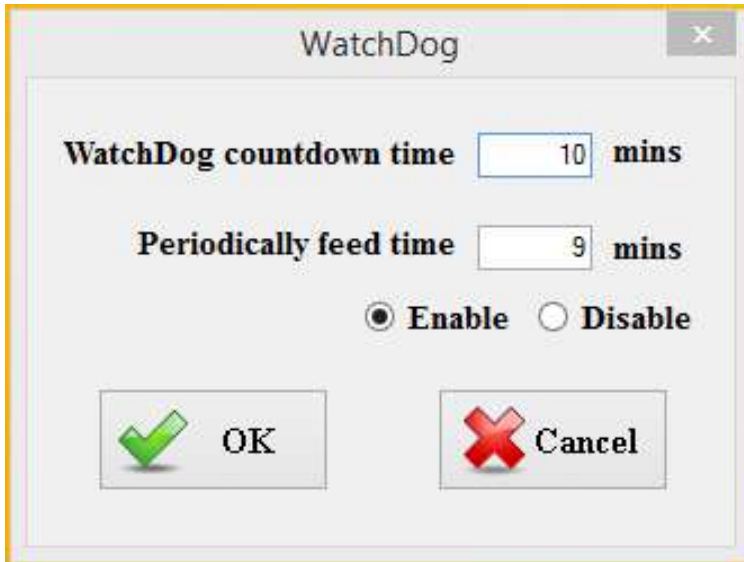 WatchDog
WatchDog countdown time 10 mins
Periodically feed time 9 mins
Enable Disable
OK Cancel